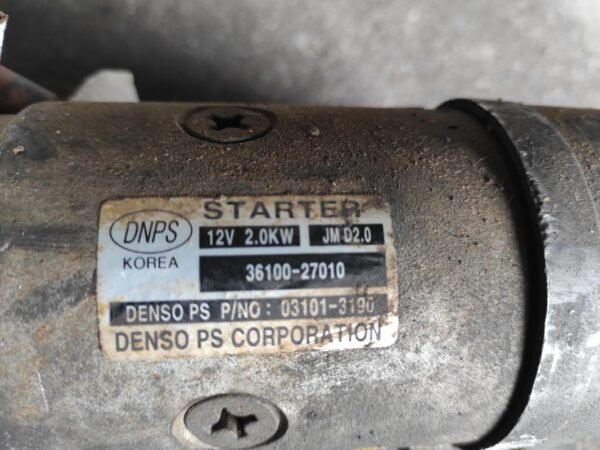 STARTER
DNPS
12V 2.0KW JM D2.0
KOREA
36100-27010
DENSO PS P/NO : 03101-3190
DENSO PS CORPORATION